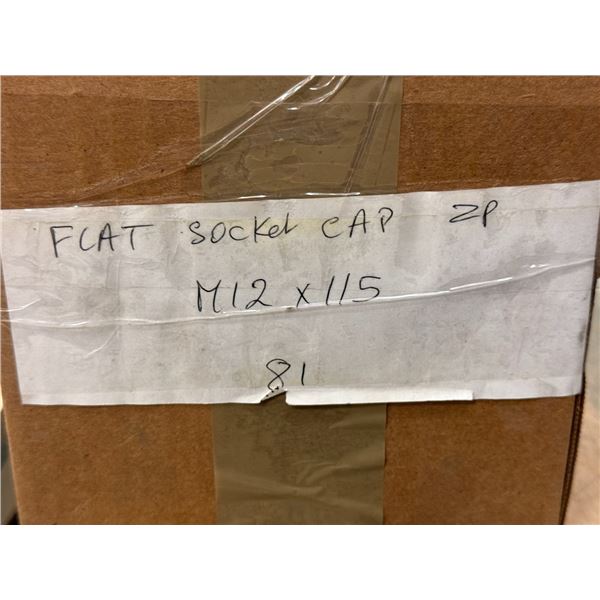 FLAT SOCKET CAP ZP
M12 x 115
81